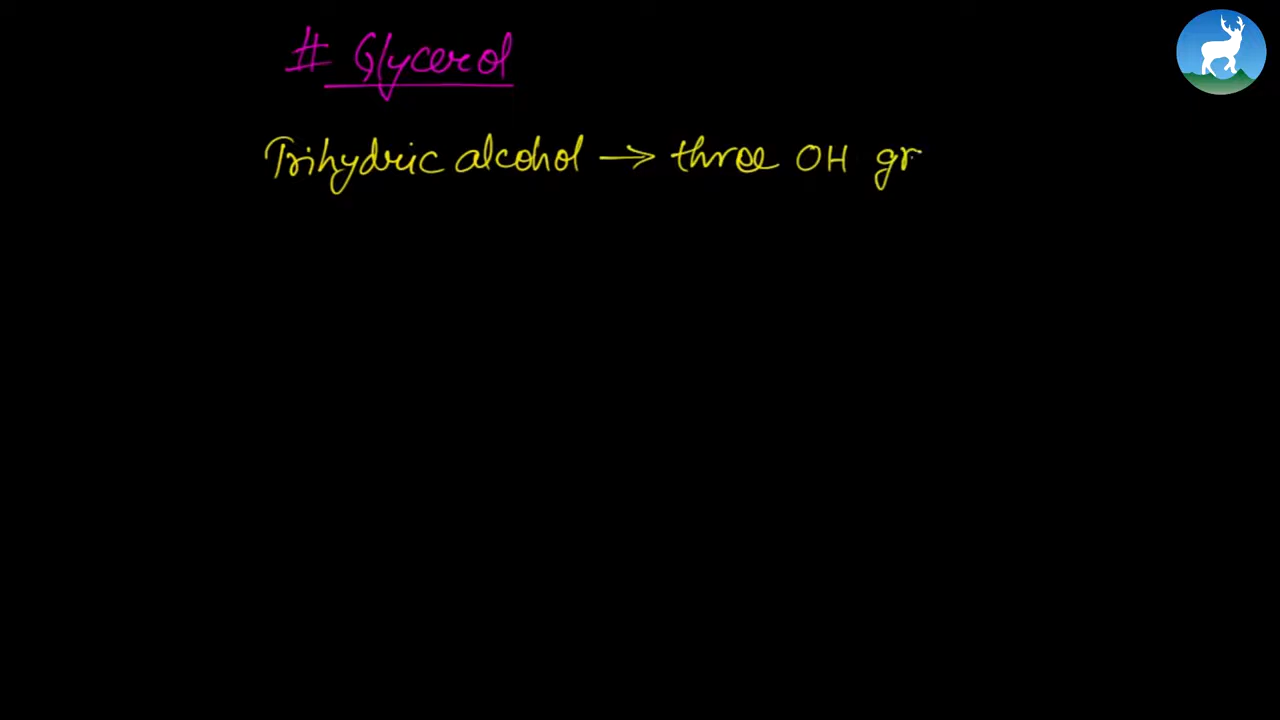 # Glycerol
Trihydric alcohol → three OH gr